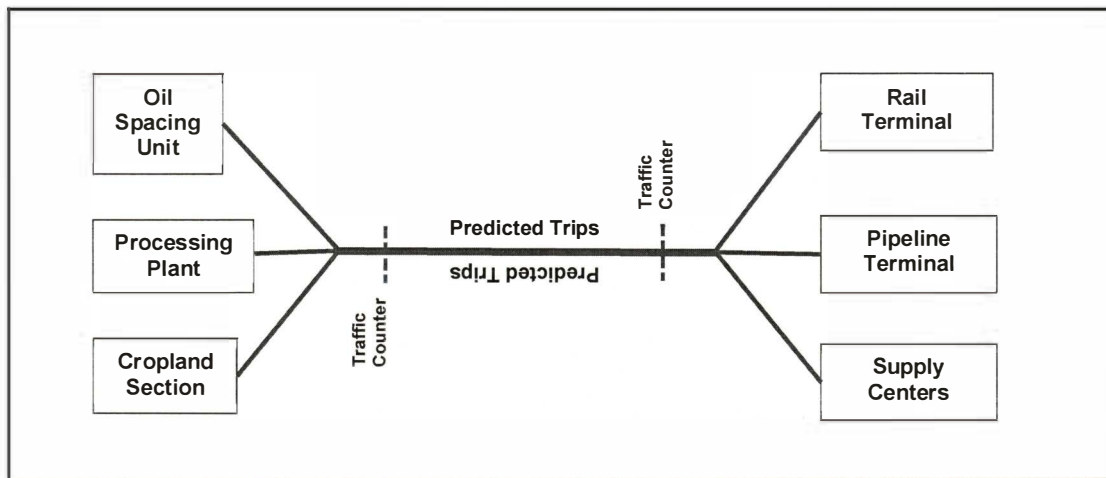 Oil
Spacing
Unit
Processing
Plant
Cropland
Section
Traffic
Counter
Predicted Trips
Predicted Trips
Traffic
Counter
Rail
Terminal
Pipeline
Terminal
Supply
Centers